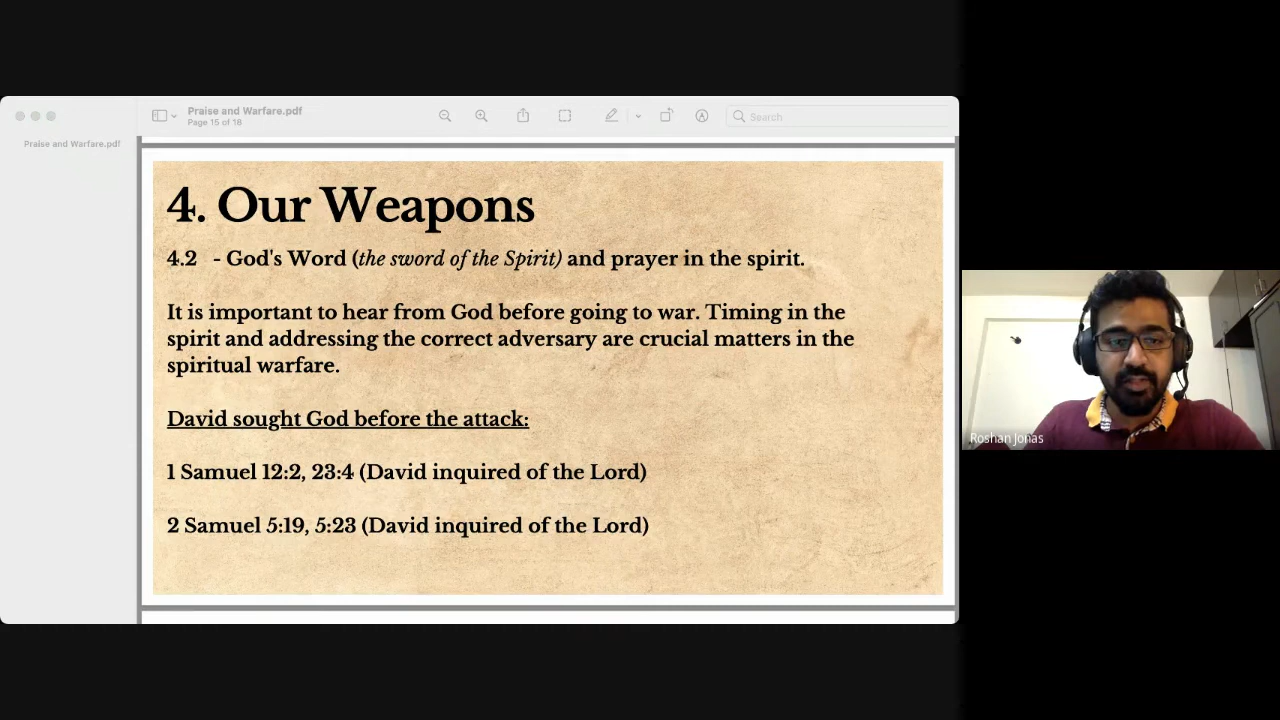 Praise and Warfare.pdf
Page 15 of 18
Search
Praise and Warfare.pdf
4. Our Weapons
4.2 - God's Word (the sword of the Spirit) and prayer in the spirit.
It is important to hear from God before going to war. Timing in the
spirit and addressing the correct adversary are crucial matters in the
spiritual warfare.
David sought God before the attack:
1 Samuel 12:2, 23:4 (David inquired of the Lord)
2 Samuel 5:19, 5:23 (David inquired of the Lord)
Roshan Jonas